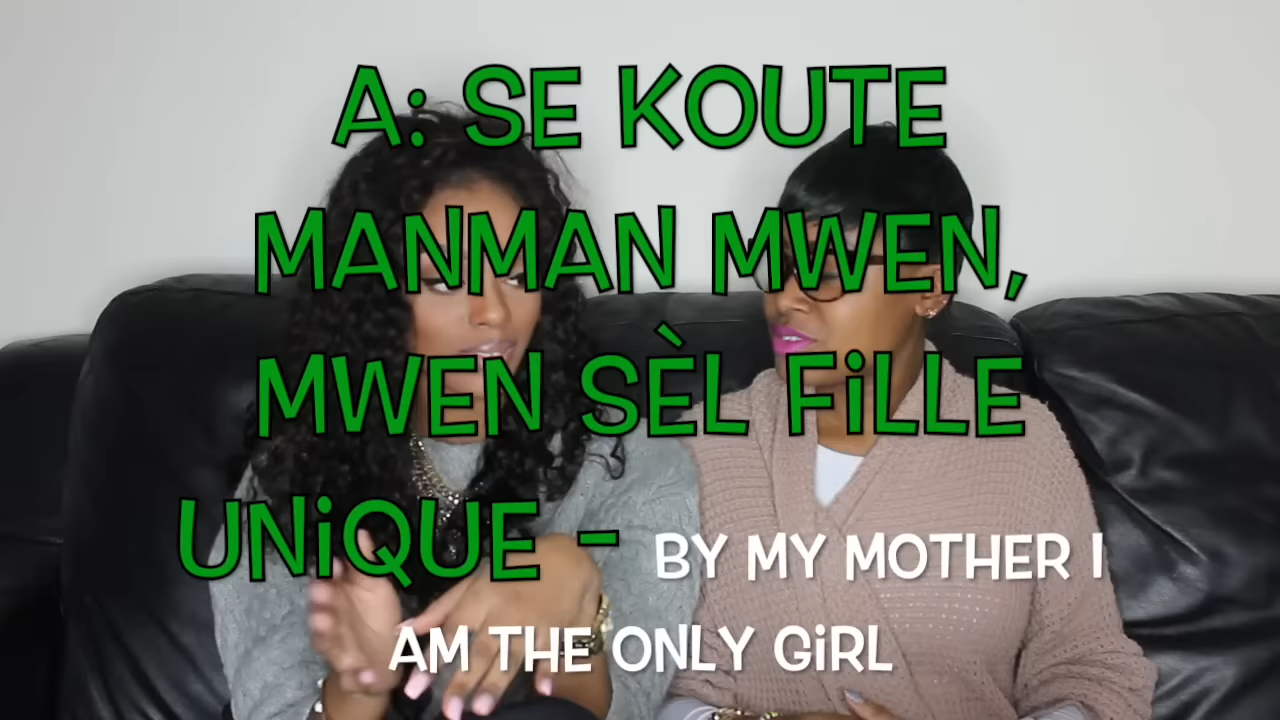 A: SE KOUTE
MANMAN MWEN,
MWEN SÈL FiLLE
UNiQUE - BY MY MOTHER I
AM THE ONLY GiRL